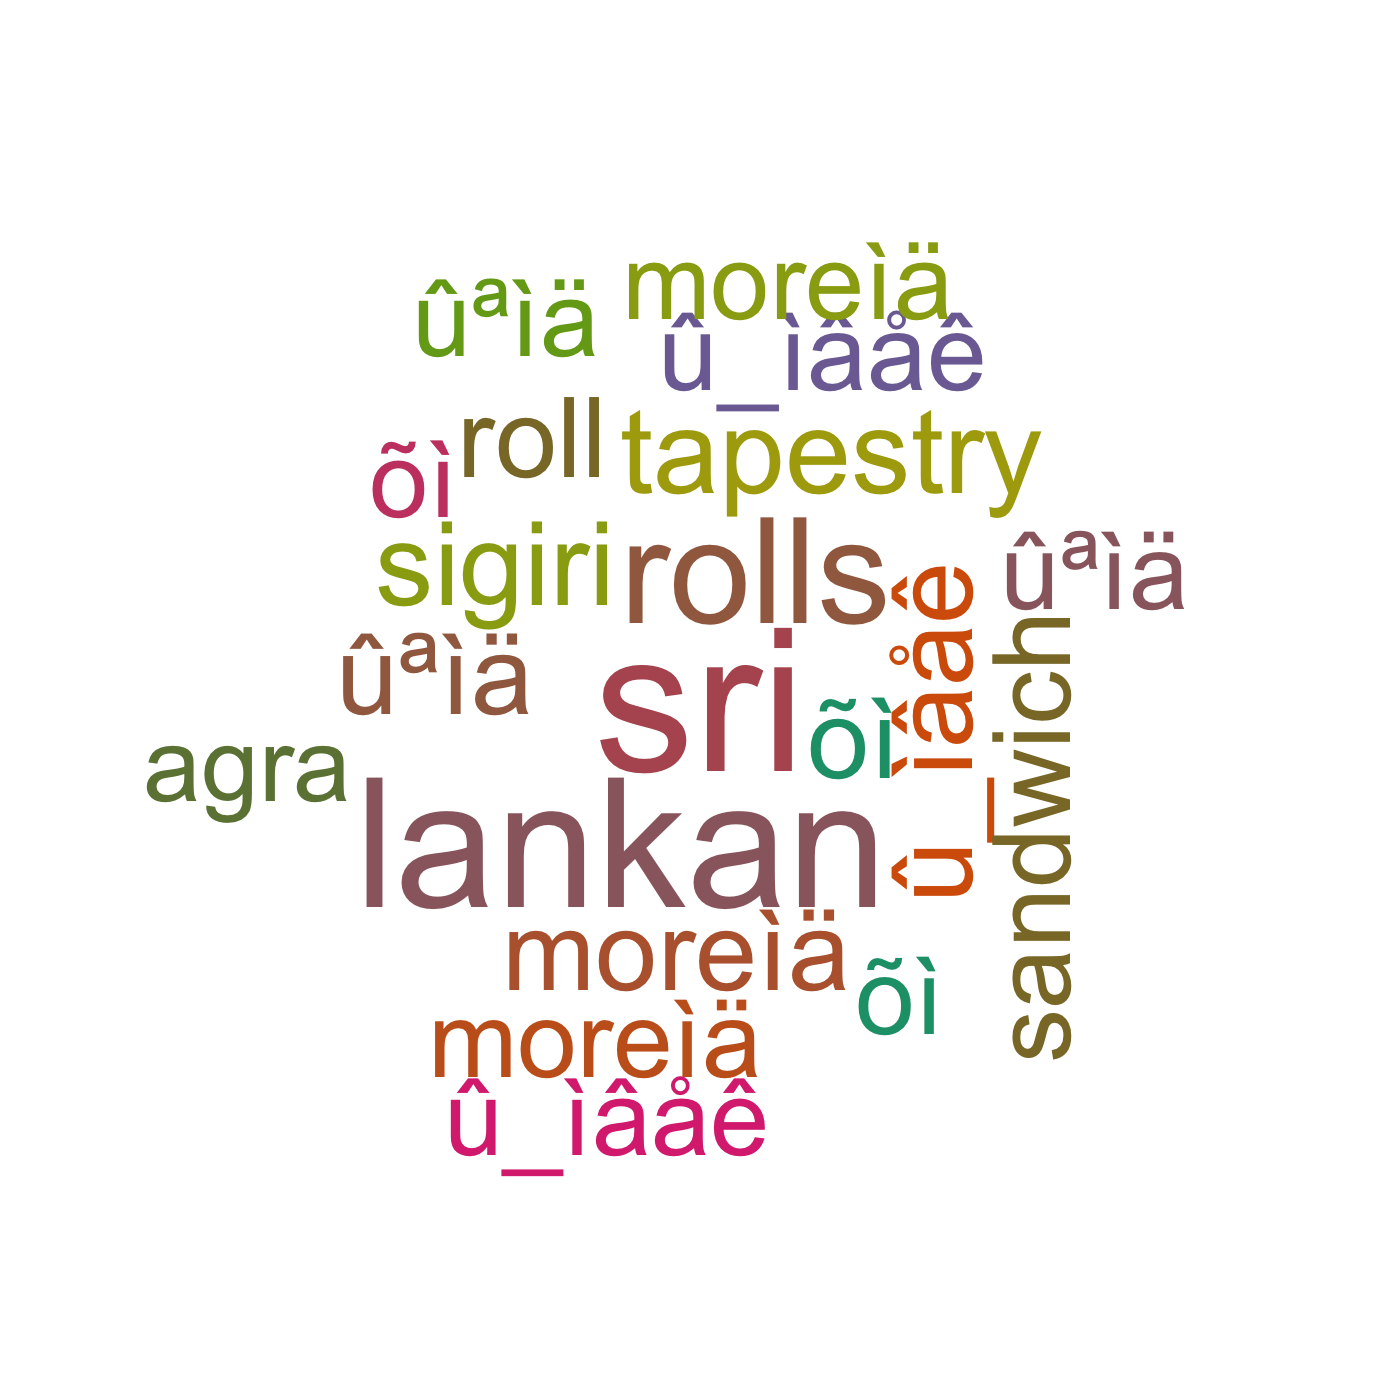 moreìä
ûªìä
û_ìâåê
roll
tapestry
õì
sigiri
rolls
ûªìä
û_ìâåê
ûªìä
sri
õì
sandwich
agra
lankan
moreìä
õì
moreìä
û_ìâåê